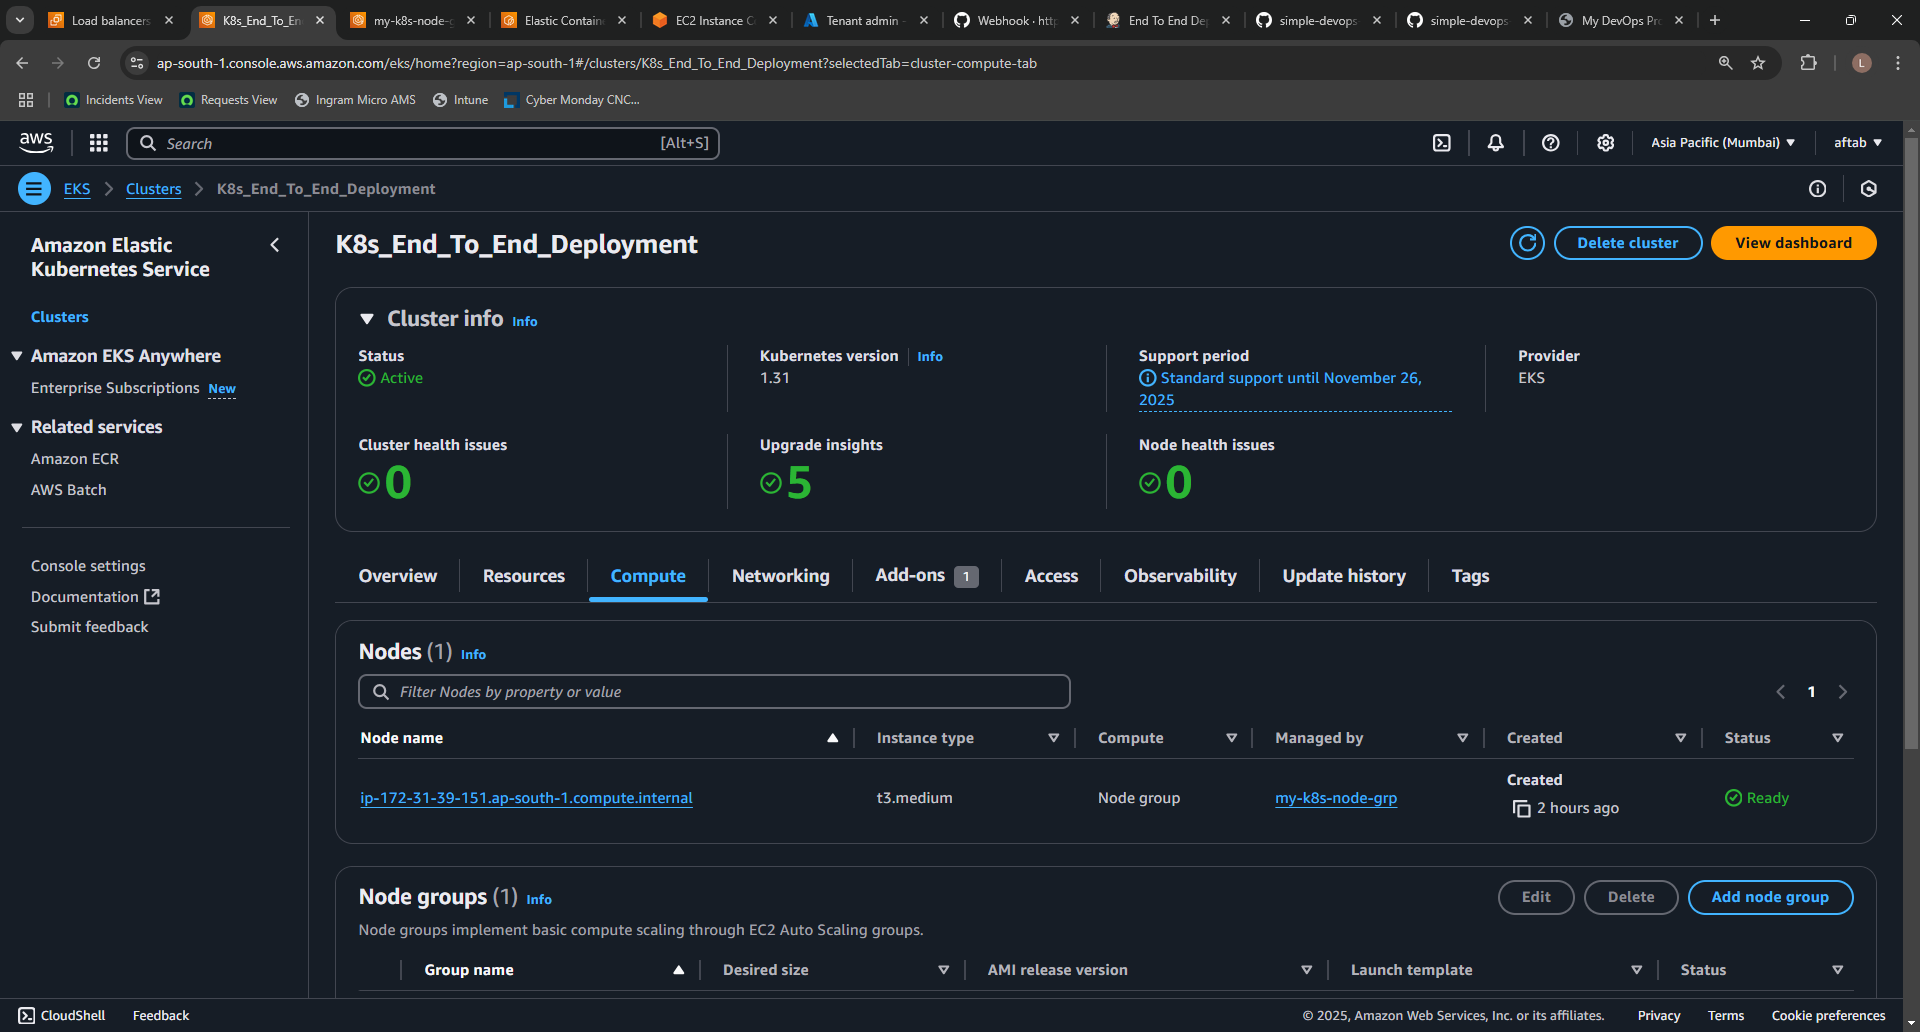 Load balancers
K8s_End_To_En
my-k8s-node-g
Elastic Contain
EC2 Instance C
Tenant admin -
Webhook · http
End To End Dep
simple-devops
simple-devops
My DevOps Pro
ap-south-1.console.aws.amazon.com/eks/home?region=ap-south-1#/clusters/K8s_End_To_End_Deployment?selectedTab=cluster-compute-tab
L
Incidents View
Requests View
Ingram Micro AMS
Intune
Cyber Monday CNC...
aws
Search
[Alt+S]
Asia Pacific (Mumbai)
aftab
EKS
Clusters
K8s_End_To_End_Deployment
Amazon Elastic
Kubernetes Service
Clusters
Amazon EKS Anywhere
Enterprise Subscriptions New
Related services
Amazon ECR
AWS Batch
Console settings
Documentation
Submit feedback
K8s_End_To_End_Deployment
Delete cluster
View dashboard
Cluster info Info
Status
Active
Kubernetes version Info
1.31
Support period
Standard support until November 26,
2025
Provider
EKS
Cluster health issues
0
Upgrade insights
5
Node health issues
0
Overview
Resources
Compute
Networking
Add-ons 1
Access
Observability
Update history
Tags
Nodes (1) Info
Filter Nodes by property or value
1
Node name
Instance type
Compute
Managed by
Created
Status
ip-172-31-39-151.ap-south-1.compute.internal
t3.medium
Node group
my-k8s-node-grp
Created
2 hours ago
Ready
Node groups (1) Info
Edit
Delete
Add node group
Node groups implement basic compute scaling through EC2 Auto Scaling groups.
Group name
Desired size
AMI release version
Launch template
Status
CloudShell
Feedback
© 2025, Amazon Web Services, Inc. or its affiliates.
Privacy
Terms
Cookie preferences